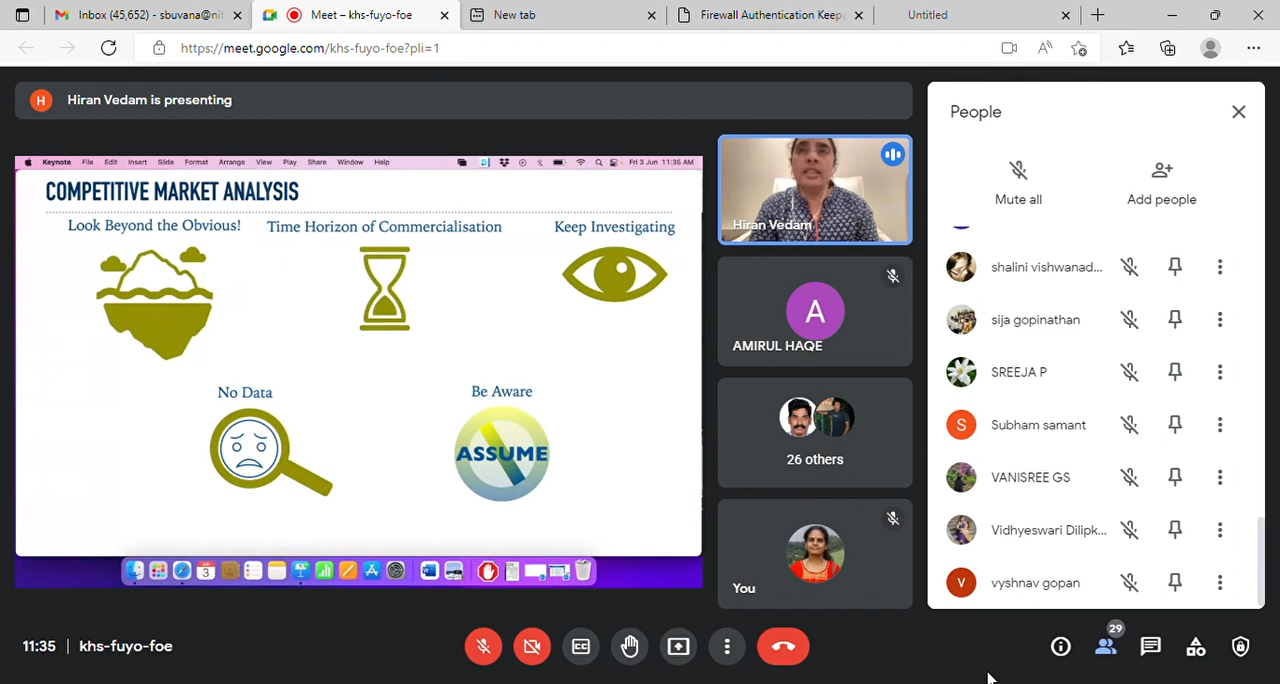 Inbox (45,652) - sbuvana@nit
Meet – khs-fuyo-foe
New tab
Firewall Authentication Keepa
Untitled
https://meet.google.com/khs-fuyo-foe?pli=1
H Hiran Vedam is presenting
Keynote File Edit Insert Slide Format Arrange View Play Share Window Help Fri 3 Jun 11:35 AM
COMPETITIVE MARKET ANALYSIS
Look Beyond the Obvious! Time Horizon of Commercialisation Keep Investigating
No Data Be Aware
ASSUME
Hiran Vedam
A
AMIRUL HAQE
26 others
You
People
Mute all Add people
shalini vishwanad...
sija gopinathan
SREEJA P
S Subham samant
VANISREE GS
Vidhyeswari Dilipk...
V vyshnav gopan
11:35 | khs-fuyo-foe
29